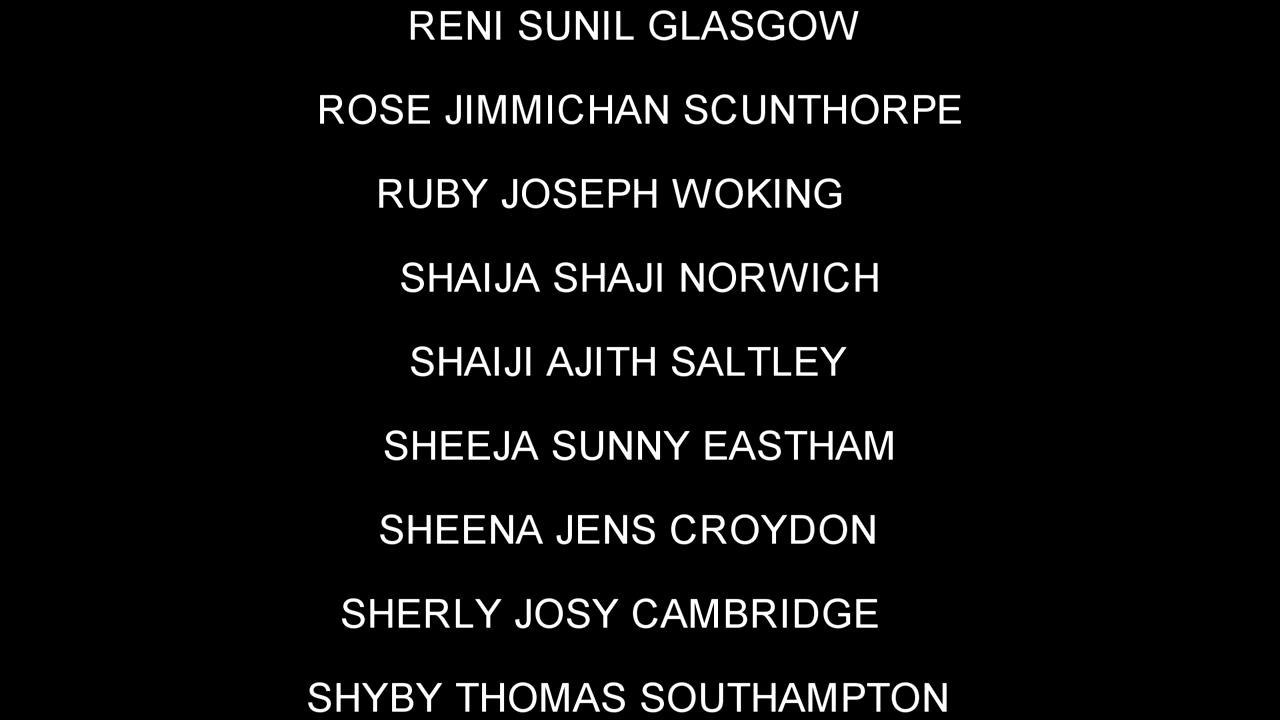 RENI SUNIL GLASGOW
ROSE JIMMICHAN SCUNTHORPE
RUBY JOSEPH WOKING
SHAIJA SHAJI NORWICH
SHAIJI AJITH SALTLEY
SHEEJA SUNNY EASTHAM
SHEENA JENS CROYDON
SHERLY JOSY CAMBRIDGE
SHYBY THOMAS SOUTHAMPTON